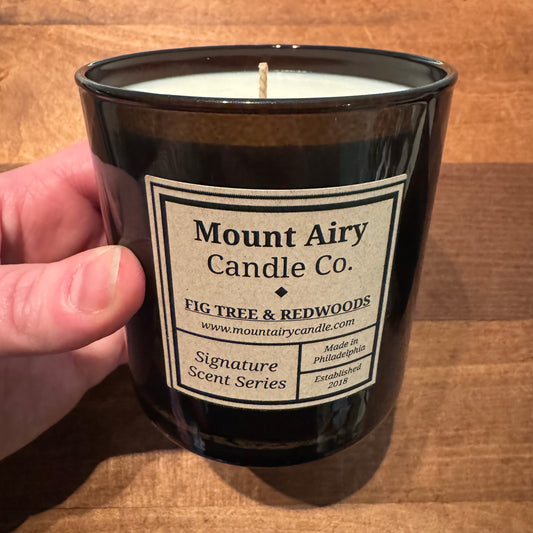 Mount Airy
Candle Co.
FIG TREE & REDWOODS
www.mountairycandle.com
Signature
Scent Series
Made in
Philadelphia
Established
2018